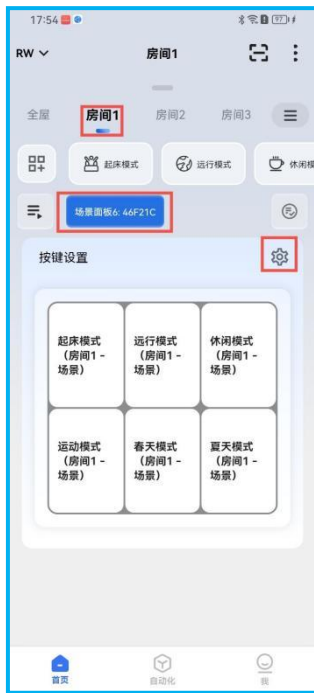 17:54 97
RW 房间1
全屋 房间1 房间2 房间3
起床模式 远行模式 休闲模
场景面板6: 46F21C
按键设置
起床模式 远行模式 休闲模式
（房间1 - （房间1 - （房间1 -
场景） 场景） 场景）
运动模式 春天模式 夏天模式
（房间1 - （房间1 - （房间1 -
场景） 场景） 场景）
首页 自动化 我